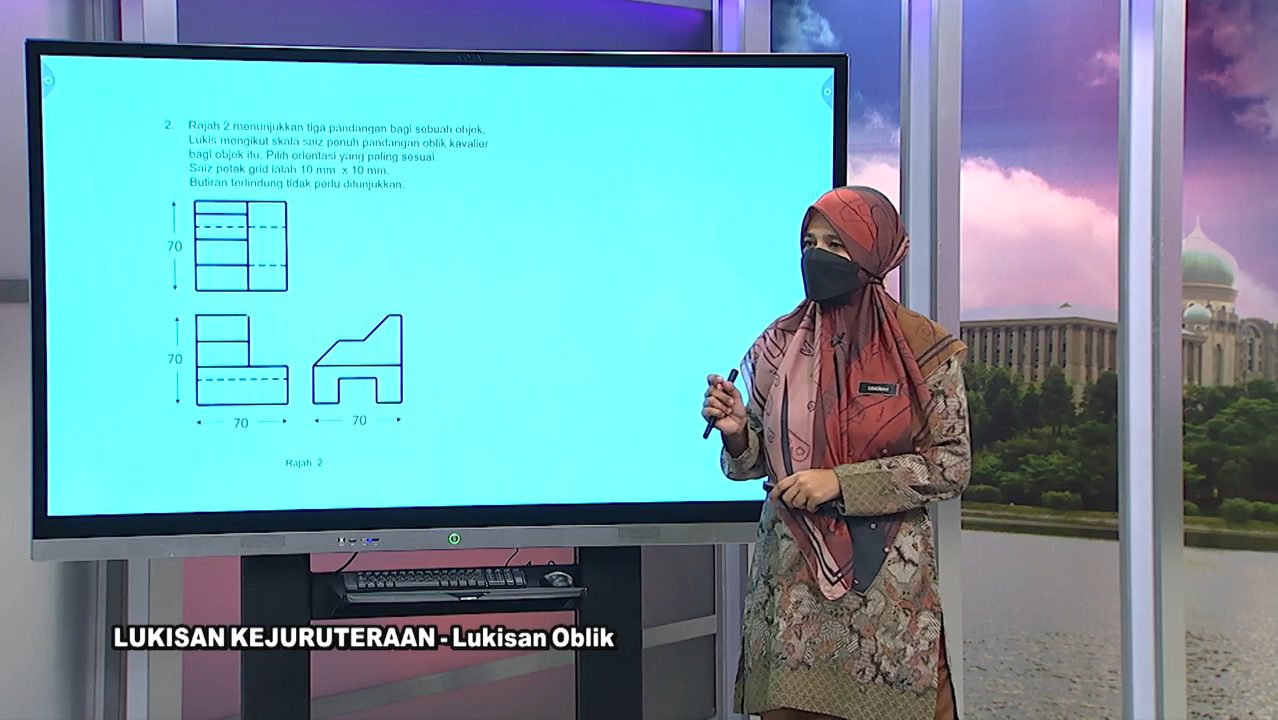 2. Rajah 2 menunjukkan tiga pandangan bagi sebuah objek.
Lukis mengikut skala saiz penuh pandangan oblik kavalier
bagi objek itu. Pilih orientasi yang paling sesuai.
Saiz petak grid ialah 10 mm x 10 mm.
Butiran terlindung tidak perlu ditunjukkan.
70
70
70
70
Rajah 2
LUKISAN KEJURUTERAAN - Lukisan Oblik